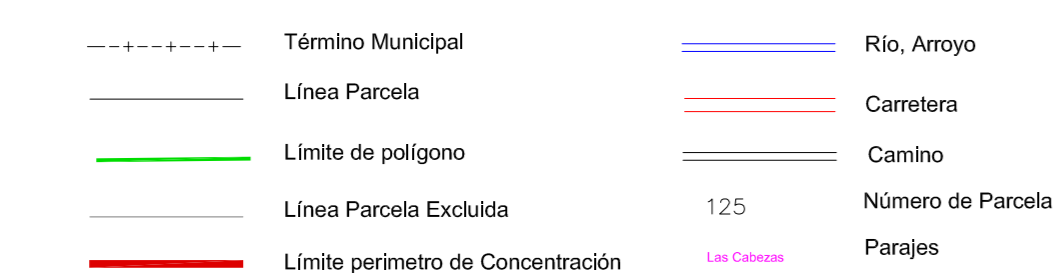 Término Municipal
Línea Parcela
Límite de polígono
Línea Parcela Excluida
Límite perimetro de Concentración
Río, Arroyo
Carretera
Camino
125 Número de Parcela
Las Cabezas Parajes